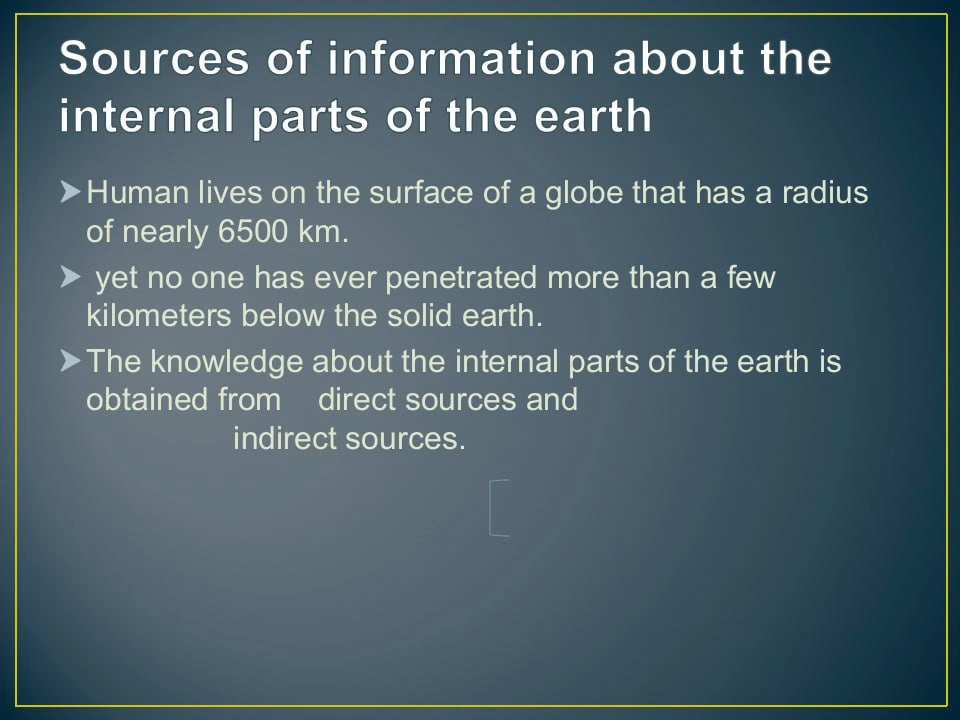 Sources of information about the
internal parts of the earth
Human lives on the surface of a globe that has a radius
of nearly 6500 km.
yet no one has ever penetrated more than a few
kilometers below the solid earth.
The knowledge about the internal parts of the earth is
obtained from direct sources and
indirect sources.